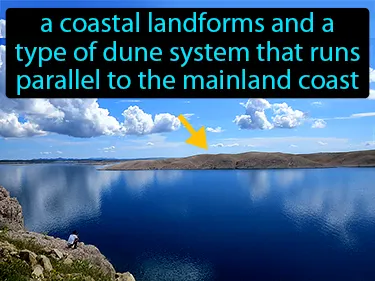 a coastal landforms and a
type of dune system that runs
parallel to the mainland coast